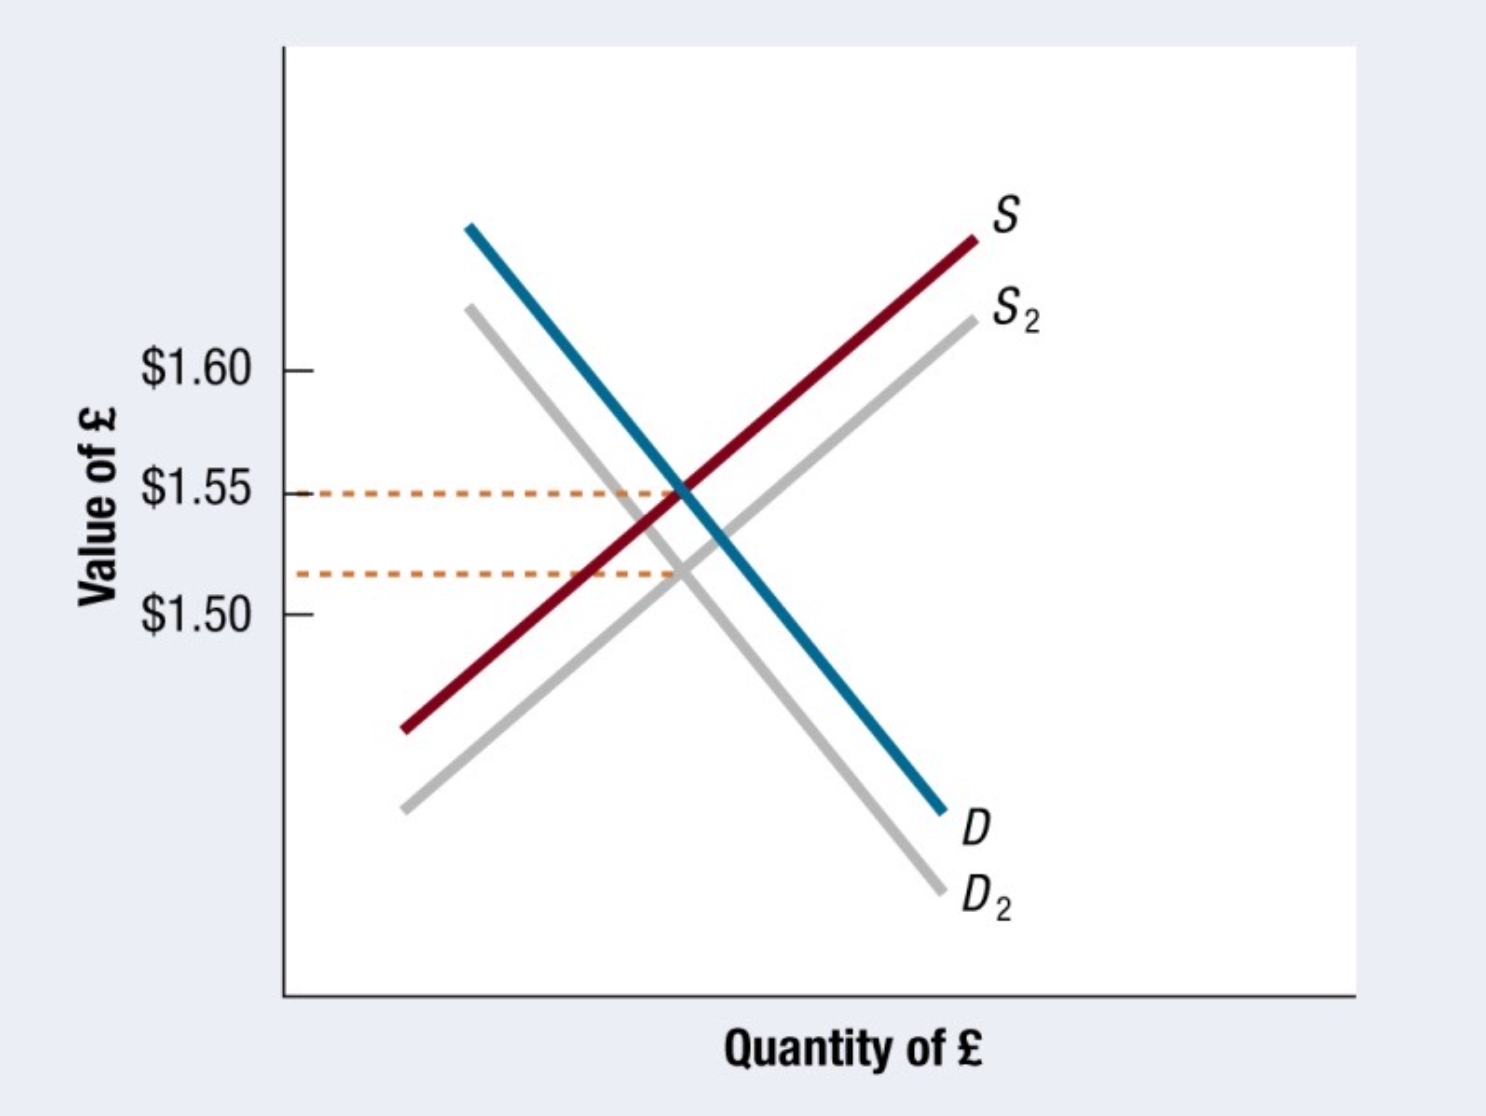 S
S2
$1.60
$1.55
$1.50
Value of £
D
D2
Quantity of £